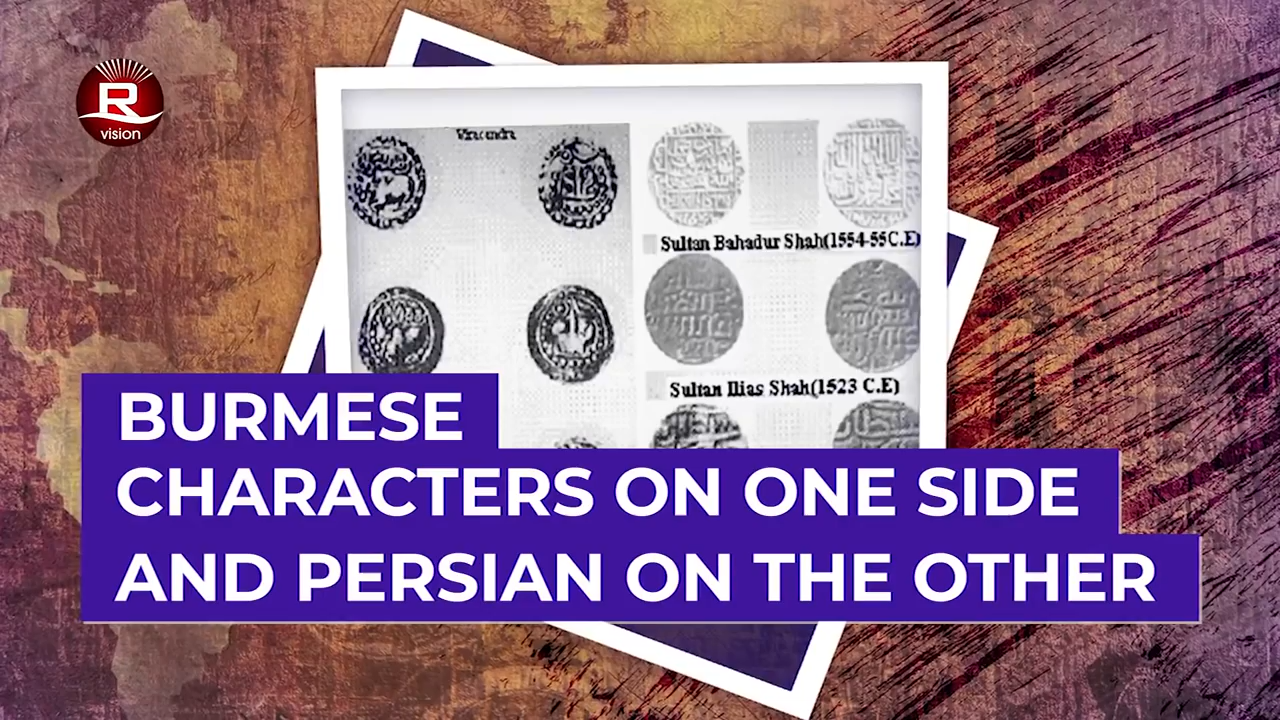 R
vision
Viracandra
Sultan Bahadur Shah(1554-55C.E)
Sultan Ilias Shah(1523 C.E)
BURMESE
CHARACTERS ON ONE SIDE
AND PERSIAN ON THE OTHER